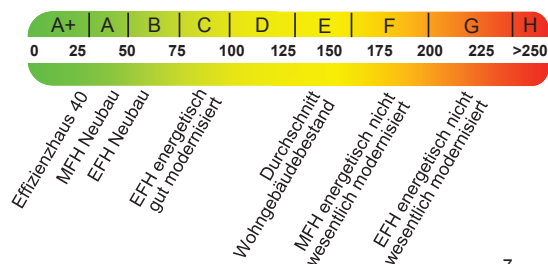 A+ A B C D E F G H
0 25 50 75 100 125 150 175 200 225 >250
Effizienzhaus 40
MFH Neubau
EFH Neubau
EFH energetisch
gut modernisiert
Durchschnitt
Wohngebäudebestand
MFH energetisch nicht
wesentlich modernisiert
EFH energetisch nicht
wesentlich modernisiert